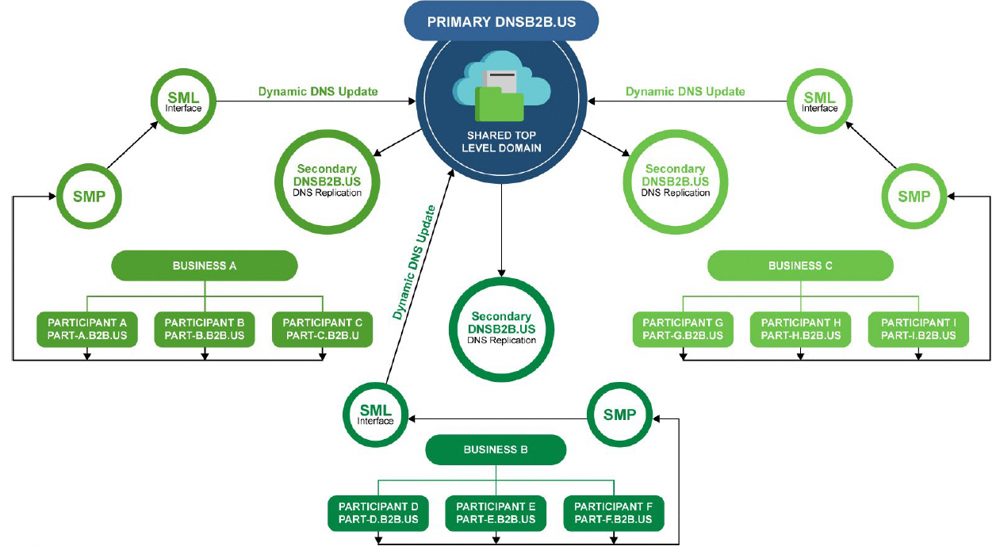 PRIMARY DNSB2B.US
SHARED TOP
LEVEL DOMAIN
SML
Interface
Dynamic DNS Update
Dynamic DNS Update
SML
Interface
Secondary
DNSB2B.US
DNS Replication
Secondary
DNSB2B.US
DNS Replication
SMP
SMP
Dynamic DNS Update
BUSINESS A
BUSINESS C
PARTICIPANT A
PART-A.B2B.US
PARTICIPANT B
PART-B.B2B.US
PARTICIPANT C
PART-C.B2B.U
Secondary
DNSB2B.US
DNS Replication
PARTICIPANT G
PART-G.B2B.US
PARTICIPANT H
PART-H.B2B.US
PARTICIPANT I
PART-I.B2B.US
SML
Interface
SMP
BUSINESS B
PARTICIPANT D
PART-D.B2B.US
PARTICIPANT E
PART-E.B2B.US
PARTICIPANT F
PART-F.B2B.US